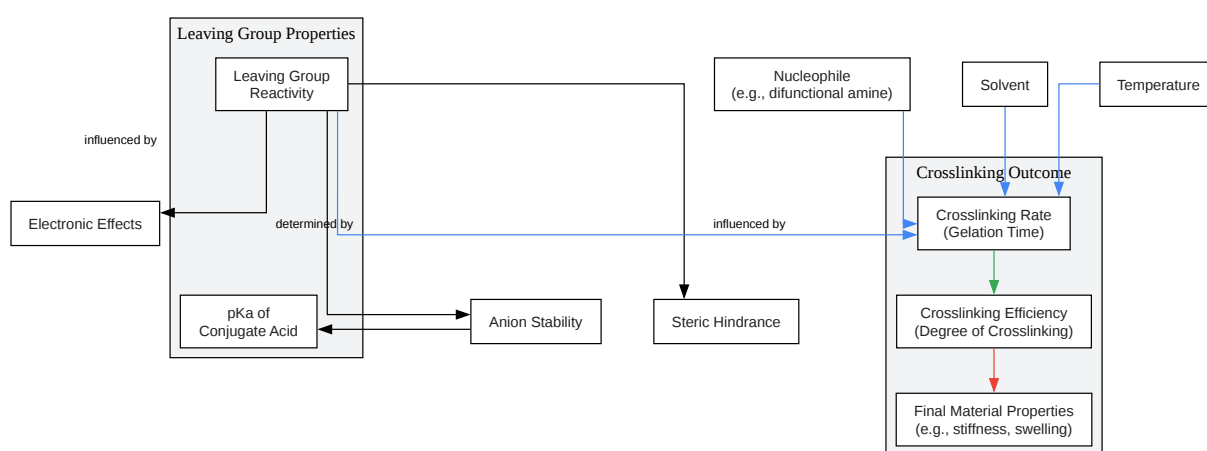 Leaving Group Properties
Leaving Group
Reactivity
Nucleophile
(e.g., difunctional amine)
Solvent
Temperature
influenced by
Crosslinking Outcome
Electronic Effects
determined by
influenced by
Crosslinking Rate
(Gelation Time)
pKa of
Conjugate Acid
Anion Stability
Steric Hindrance
Crosslinking Efficiency
(Degree of Crosslinking)
Final Material Properties
(e.g., stiffness, swelling)